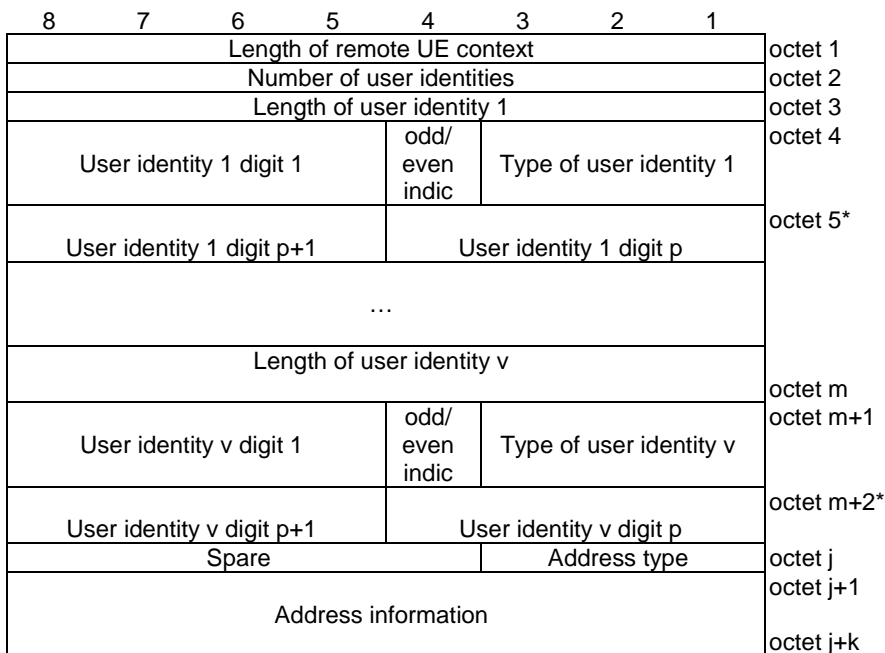 8 7 6 5 4 3 2 1
Length of remote UE context octet 1
Number of user identities octet 2
Length of user identity 1 octet 3
odd/ octet 4
User identity 1 digit 1 even Type of user identity 1
indic
octet 5*
User identity 1 digit p+1 User identity 1 digit p
…
Length of user identity v
octet m
odd/ octet m+1
User identity v digit 1 even Type of user identity v
indic
octet m+2*
User identity v digit p+1 User identity v digit p
Spare Address type octet j
octet j+1
Address information
octet j+k